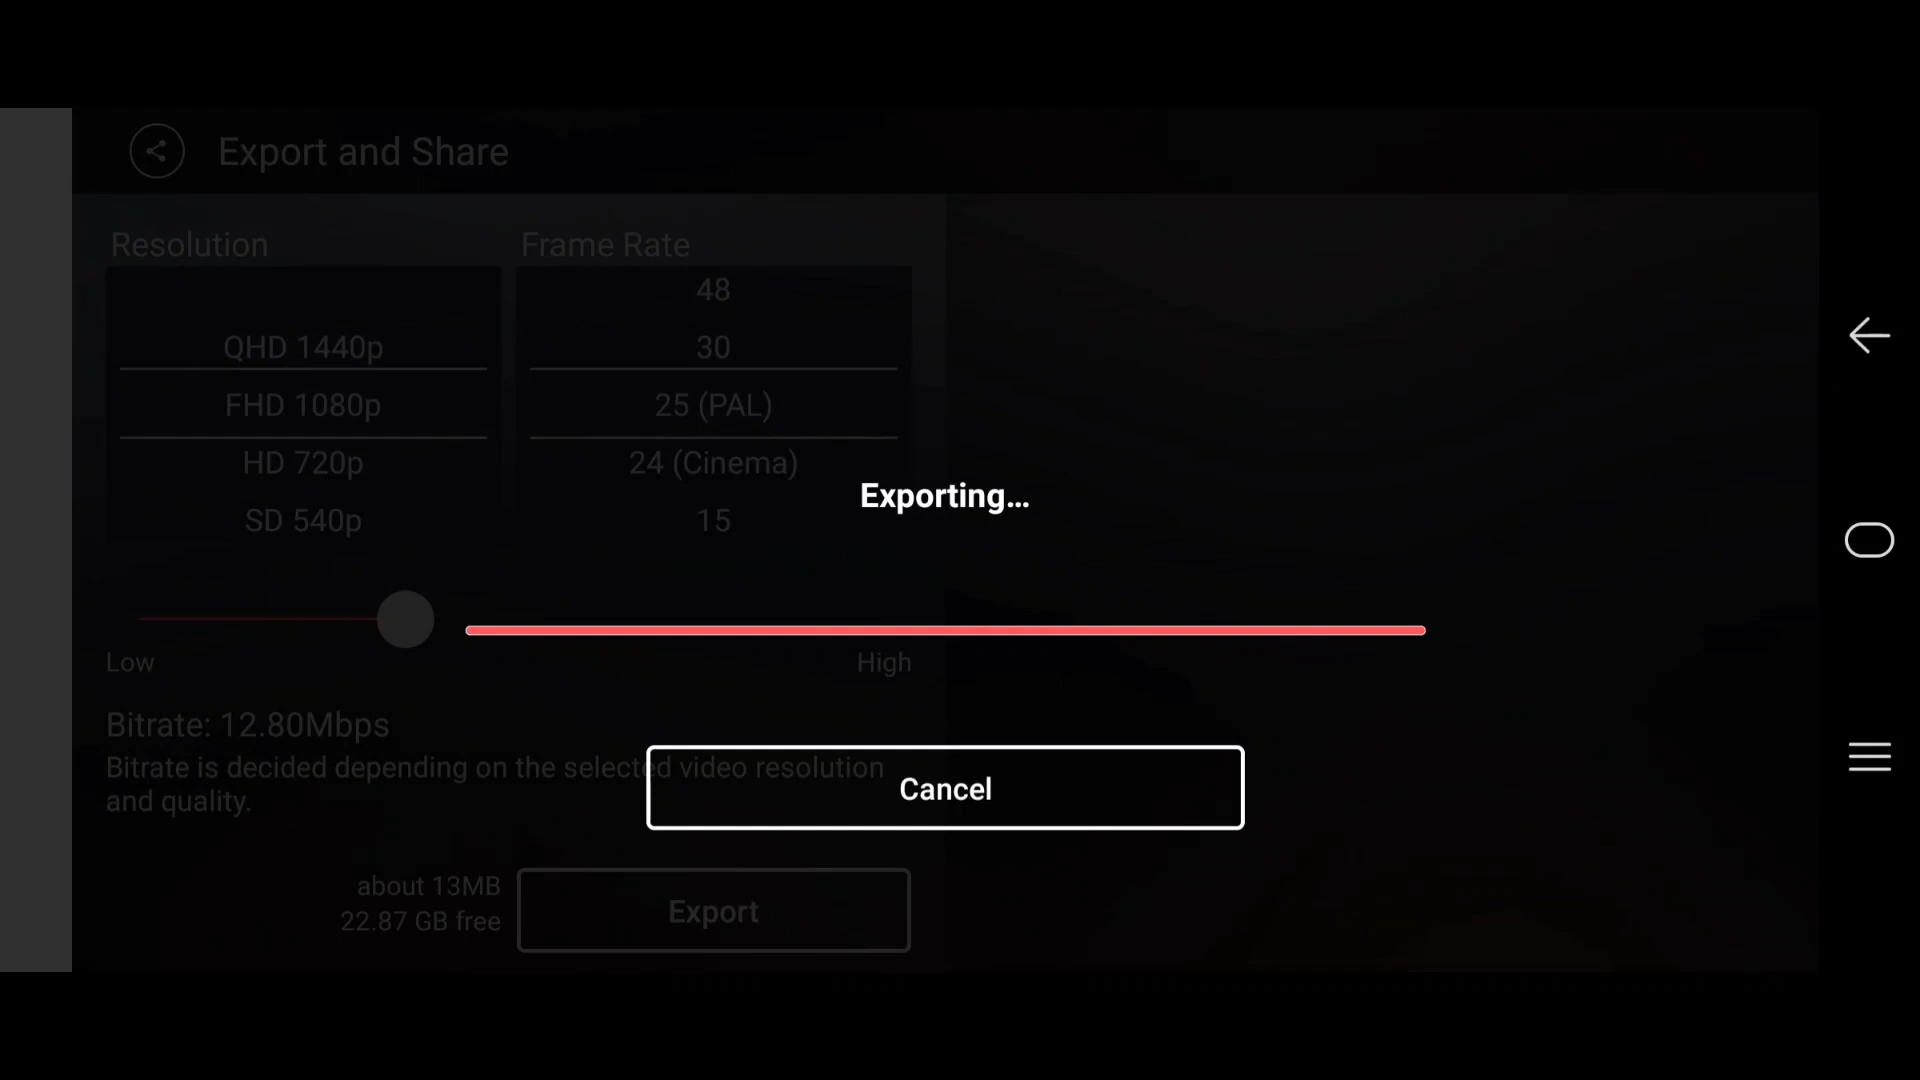 Export and Share
Resolution
Frame Rate
48
QHD 1440p
30
FHD 1080p
25 (PAL)
HD 720p
24 (Cinema)
Exporting...
SD 540p
15
Low
High
Bitrate: 12.80Mbps
Bitrate is decided depending on the selected video resolution
and quality.
Cancel
about 13MB
22.87 GB free
Export